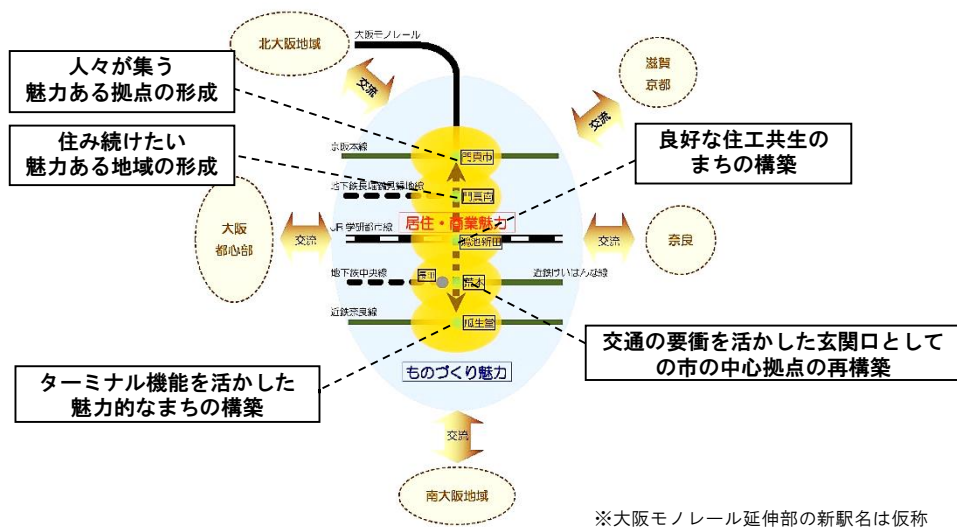 大阪モノレール
北大阪地域
人々が集う
魅力ある拠点の形成
交流
滋賀
京都
交流
住み続けたい
魅力ある地域の形成
良好な住工共生の
まちの構築
京阪本線
門真市
地下鉄長堀鶴見緑地線
門真南
居住・商業魅力
大阪
都心部
交流
JR学研都市線
鴻池新田
交流
奈良
地下鉄中央線
荒本
近鉄けいはんな線
近鉄奈良線
瓜生堂
交通の要衝を活かした玄関口として
の市の中心拠点の再構築
ターミナル機能を活かした
魅力的なまちの構築
ものづくり魅力
交流
南大阪地域
※大阪モノレール延伸部の新駅名は仮称